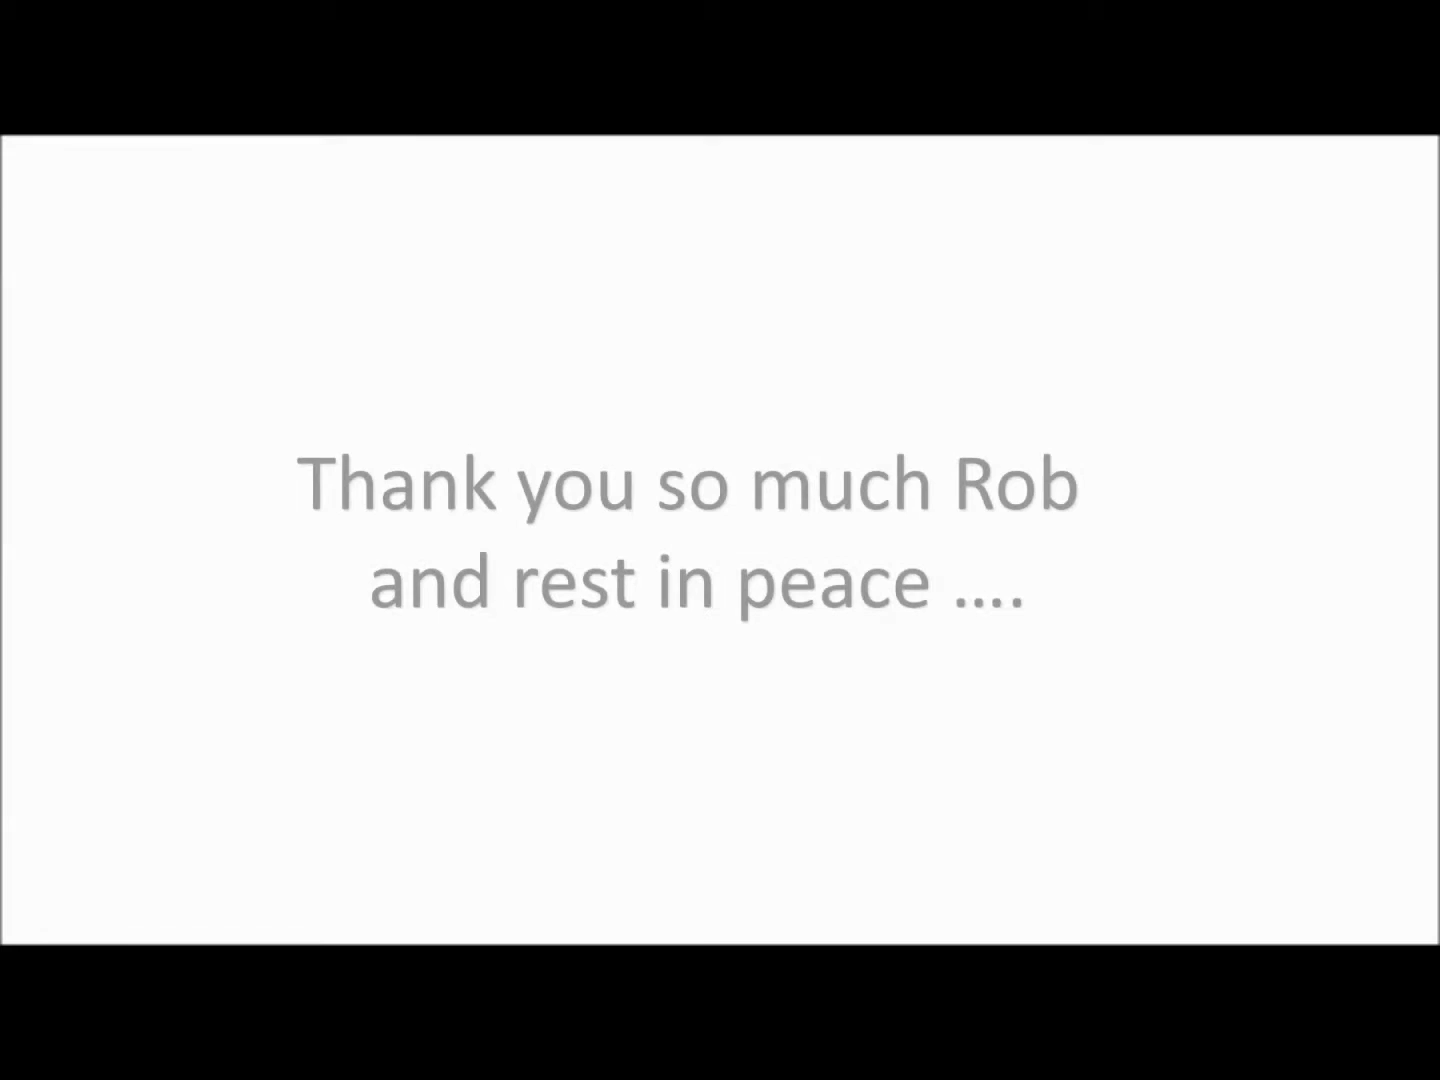 Thank you so much Rob
and rest in peace ....